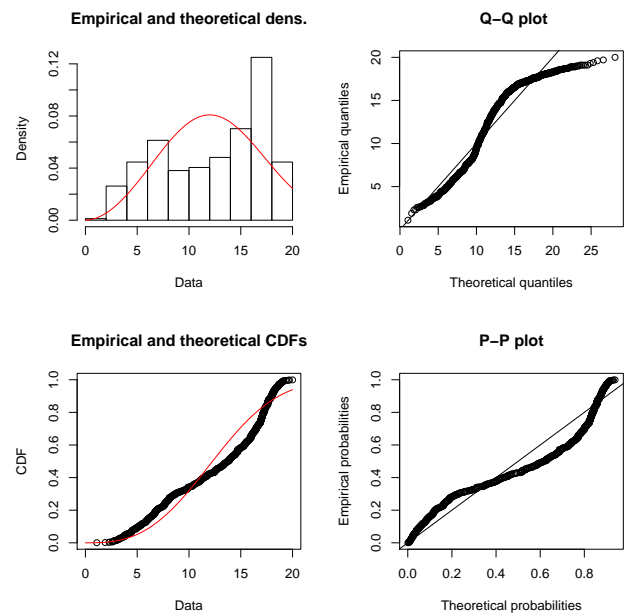 Empirical and theoretical dens.
Density
0.00 0.04 0.08 0.12
0 5 10 15 20
Data
Q−Q plot
Empirical quantiles
5 10 15 20
0 5 10 15 20 25
Theoretical quantiles
Empirical and theoretical CDFs
CDF
0.0 0.2 0.4 0.6 0.8 1.0
0 5 10 15 20
Data
P−P plot
Empirical probabilities
0.0 0.2 0.4 0.6 0.8 1.0
0.0 0.2 0.4 0.6 0.8
Theoretical probabilities